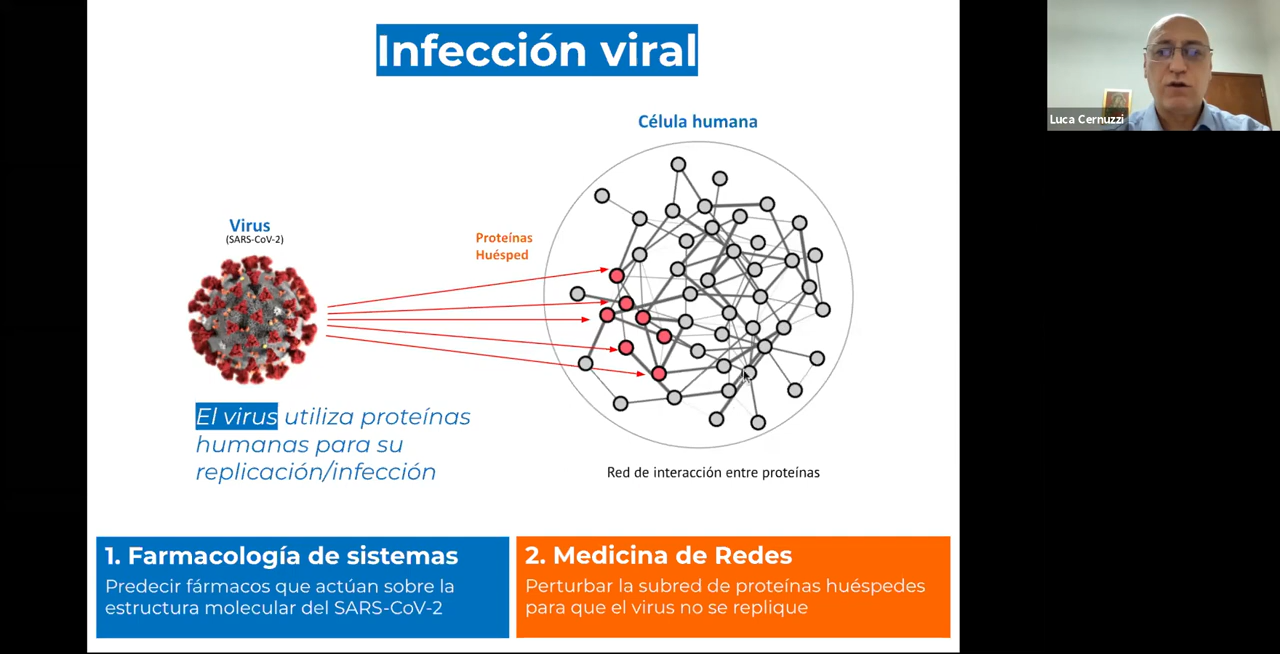 Infección viral
Luca Cernuzzi
Célula humana
Virus
(SARS-CoV-2)
Proteínas
Huésped
El virus utiliza proteínas
humanas para su
replicación/infección
Red de interacción entre proteínas
1. Farmacología de sistemas
Predecir fármacos que actúan sobre la
estructura molecular del SARS-CoV-2
2. Medicina de Redes
Perturbar la subred de proteínas huéspedes
para que el virus no se replique